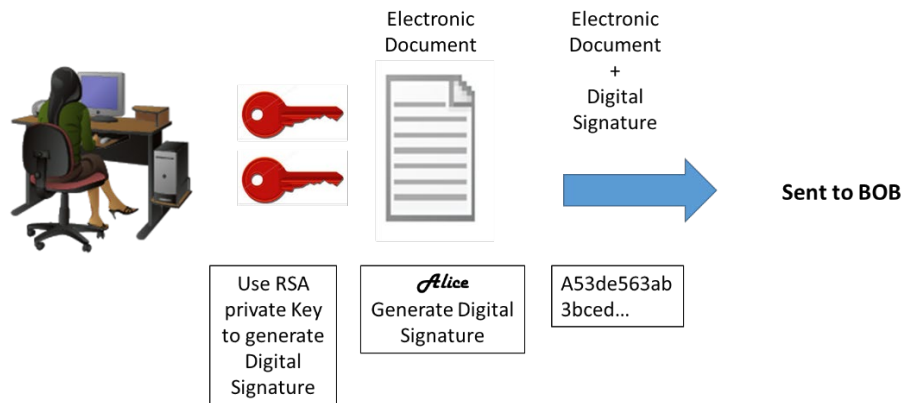 Electronic
Document
Electronic
Document
+
Digital
Signature
Sent to BOB
Use RSA
private Key
to generate
Digital
Signature
Alice
Generate Digital
Signature
A53de563ab
3bced...